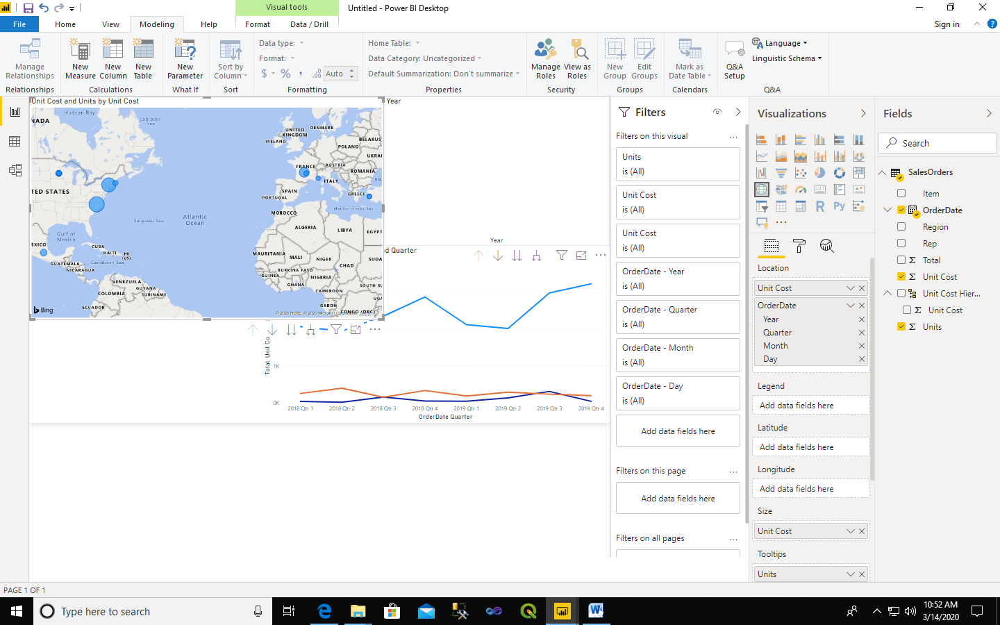 Visual tools
Untitled - Power BI Desktop
File
Home
View
Modeling
Help
Format
Data / Drill
Sign in
Manage
Relationships
New
Measure
New
Column
New
Table
New
Parameter
Sort by
Column
Data type:
Format:
$ % , .00 Auto
Home Table:
Data Category: Uncategorized
Default Summarization: Don't summarize
Manage
Roles
View as
Roles
New
Group
Edit
Groups
Mark as
Date Table
Q&A
Setup
Language
Linguistic Schema
Relationships
Calculations
What If
Sort
Formatting
Properties
Security
Groups
Calendars
Q&A
Unit Cost and Units by Unit Cost
Year
Hudson Bay
NADA
Labrador
Sea
UNITED
KINGDOM
DENMARK
IRELAND
BELARUS
POLAND
UKRAI
FRANCE
AUSTRIA
ROMANIA
ITALY
Bla
TED STATES
SPAIN
PORTUGAL
GREECE
Mediterranean Sea
MOROCCO
Sargasso Sea
Atlantic
Ocean
ALGERIA
LIBYA
EGYPT
Gulf of
Mexico
EXICO
CUBA
HAITI
PR
(US)
Caribbean Sea
GUATEMALA
NICARAGUA
MAURITANIA
MALI
NIGER
CHAD
SUDA
BURKINA FASO
GUINEA
NIGERIA
GHANA
SOUTH SU
VENEZUELA
GUYANA
COLOMBIA
SURINAME
CAMEROON
UGA
GABON
ECUADOR
CONGO (DRC)
Bing
© 2020 HERE, © 2020 Microsoft Corporation Terms
Year
nd Quarter
Total, Unit Co
1K
0K
2018 Qtr 1
2018 Qtr 2
2018 Qtr 3
2018 Qtr 4
2019 Qtr 1
2019 Qtr 2
2019 Qtr 3
2019 Qtr 4
OrderDate Quarter
Filters
Filters on this visual
Units
is (All)
Unit Cost
is (All)
Unit Cost
is (All)
OrderDate - Year
is (All)
OrderDate - Quarter
is (All)
OrderDate - Month
is (All)
OrderDate - Day
is (All)
Add data fields here
Filters on this page
Add data fields here
Filters on all pages
Visualizations
R
Py
Location
Unit Cost
OrderDate
Year
Quarter
Month
Day
Legend
Add data fields here
Latitude
Add data fields here
Longitude
Add data fields here
Size
Unit Cost
Tooltips
Units
Fields
Search
SalesOrders
Item
OrderDate
Region
Rep
Total
Unit Cost
Unit Cost Hier...
Unit Cost
Units
PAGE 1 OF 1
Type here to search
10:52 AM
3/14/2020